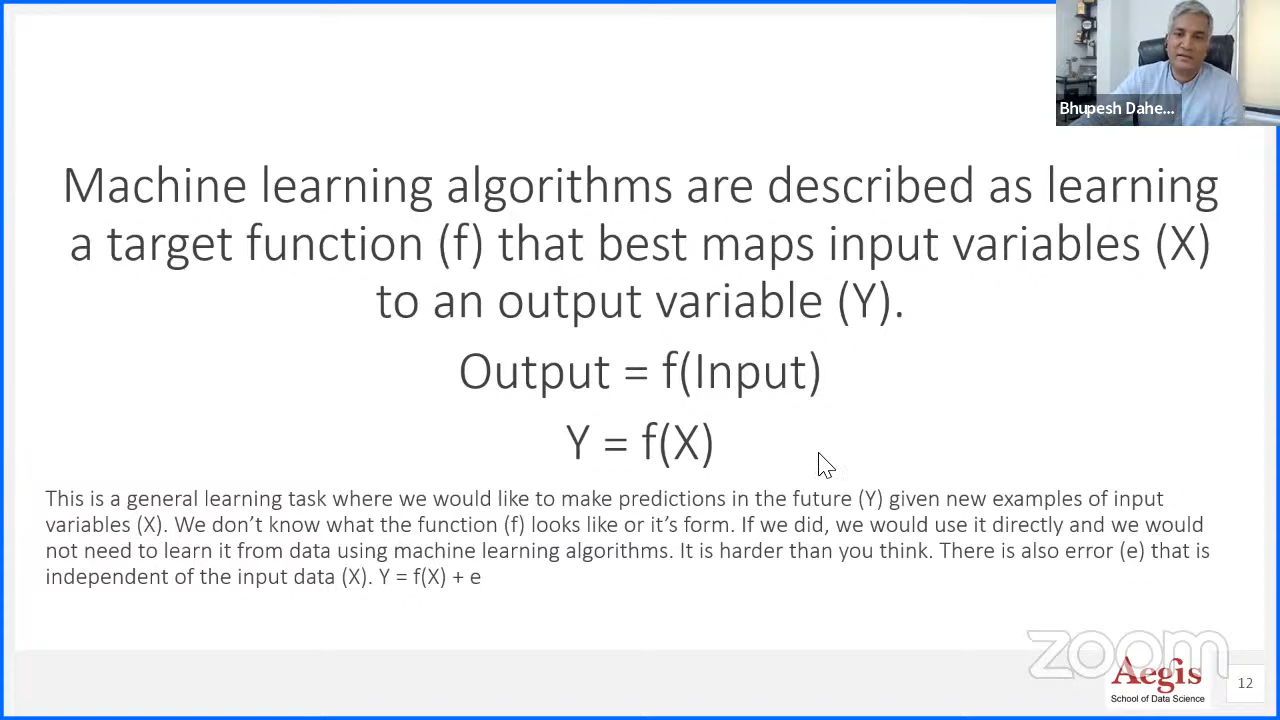 Bhupesh Dahe...
Machine learning algorithms are described as learning
a target function (f) that best maps input variables (X)
to an output variable (Y).
Output = f(Input)
Y = f(X)
This is a general learning task where we would like to make predictions in the future (Y) given new examples of input
variables (X). We don’t know what the function (f) looks like or it’s form. If we did, we would use it directly and we would
not need to learn it from data using machine learning algorithms. It is harder than you think. There is also error (e) that is
independent of the input data (X). Y = f(X) + e
zoom
Aegis
School of Data Science
12